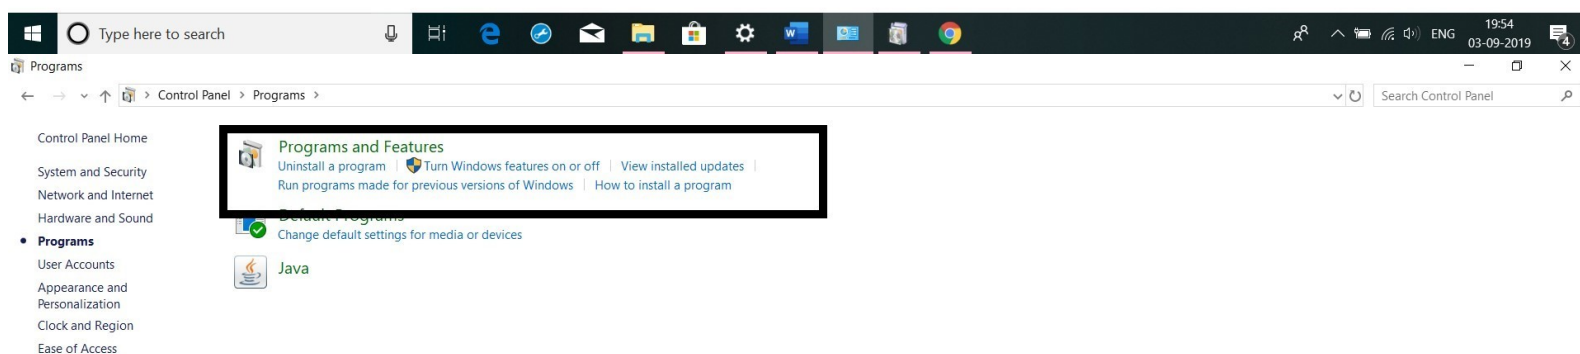 Type here to search
ENG
19:54
03-09-2019
4
Programs
Control Panel > Programs >
Search Control Panel
Control Panel Home
System and Security
Network and Internet
Hardware and Sound
Programs
User Accounts
Appearance and
Personalization
Clock and Region
Ease of Access
Programs and Features
Uninstall a program
Turn Windows features on or off
View installed updates
Run programs made for previous versions of Windows
How to install a program
Default Programs
Change default settings for media or devices
Java